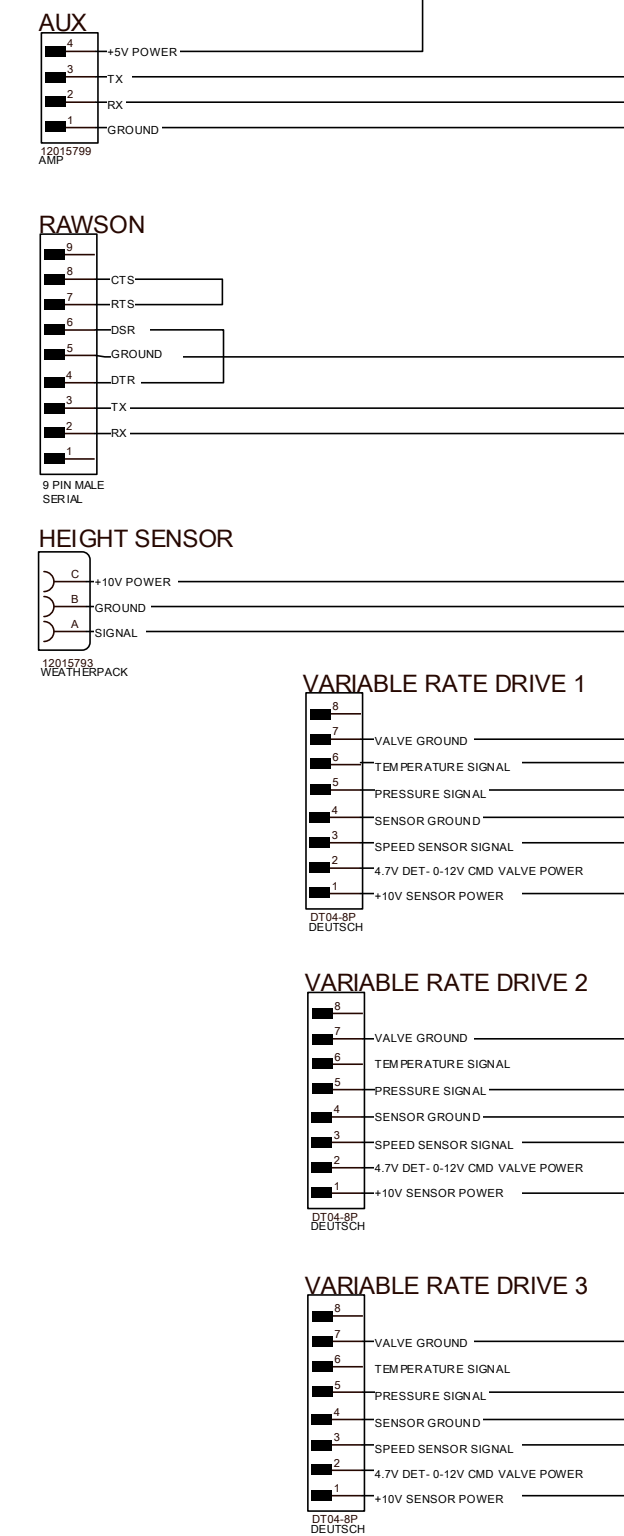 AUX
4 +5V POWER
3 TX
2 RX
1 GROUND
12015799
AMP
RAWSON
9
8 CTS
7 RTS
6 DSR
5 GROUND
4 DTR
3 TX
2 RX
1
9 PIN MALE
SERIAL
HEIGHT SENSOR
C +10V POWER
B GROUND
A SIGNAL
12015793
WEATHERPACK
VARIABLE RATE DRIVE 1
8
7 VALVE GROUND
6 TEMPERATURE SIGNAL
5 PRESSURE SIGNAL
4 SENSOR GROUND
3 SPEED SENSOR SIGNAL
2 4.7V DET- 0-12V CMD VALVE POWER
1 +10V SENSOR POWER
DT04-8P
DEUTSCH
VARIABLE RATE DRIVE 2
8
7 VALVE GROUND
6 TEMPERATURE SIGNAL
5 PRESSURE SIGNAL
4 SENSOR GROUND
3 SPEED SENSOR SIGNAL
2 4.7V DET- 0-12V CMD VALVE POWER
1 +10V SENSOR POWER
DT04-8P
DEUTSCH
VARIABLE RATE DRIVE 3
8
7 VALVE GROUND
6 TEMPERATURE SIGNAL
5 PRESSURE SIGNAL
4 SENSOR GROUND
3 SPEED SENSOR SIGNAL
2 4.7V DET- 0-12V CMD VALVE POWER
1 +10V SENSOR POWER
DT04-8P
DEUTSCH